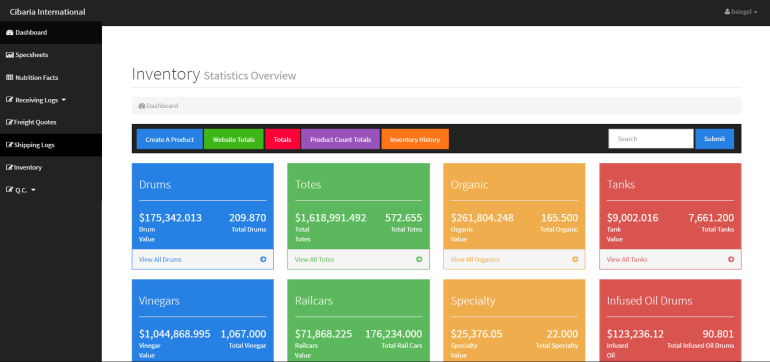 Cibaria International
bsiegel
Dashboard
Specsheets
Nutrition Facts
Receiving Logs
Freight Quotes
Shipping Logs
Inventory
Q.C.
Inventory Statistics Overview
Dashboard
Create A Product Website Totals Totals Product Count Totals Inventory History Search Submit
Drums
$175,342.013 209.870
Drum Total Drums
Value
View All Drums
Totes
$1,618,991.492 572.655
Total Total Totes
Totes
View All Totes
Organic
$261,804.248 165.500
Organic Total Organic
Value
View All Organics
Tanks
$9,002.016 7,661.200
Tank Total Tanks
Value
View All Tanks
Vinegars
$1,044,868.995 1,067.000
Vinegar Total Vinegar
Value
Railcars
$71,868.225 176,234.000
Railcars Total Rail Cars
Value
Specialty
$25,376.05 22.000
Specialty Total Specialty
Value
Infused Oil Drums
$123,236.12 90.801
Infused Total Infused Oil Drums
Oil